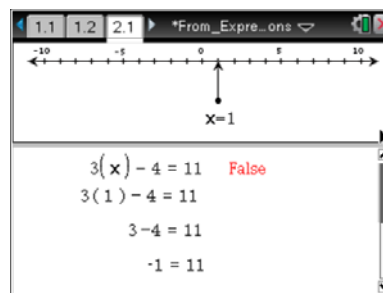 1.1 1.2 2.1 *From_Expre…ons
-10 -5 0 5 10
x=1
3(x)-4 = 11 False
3(1)-4 = 11
3-4 = 11
-1 = 11